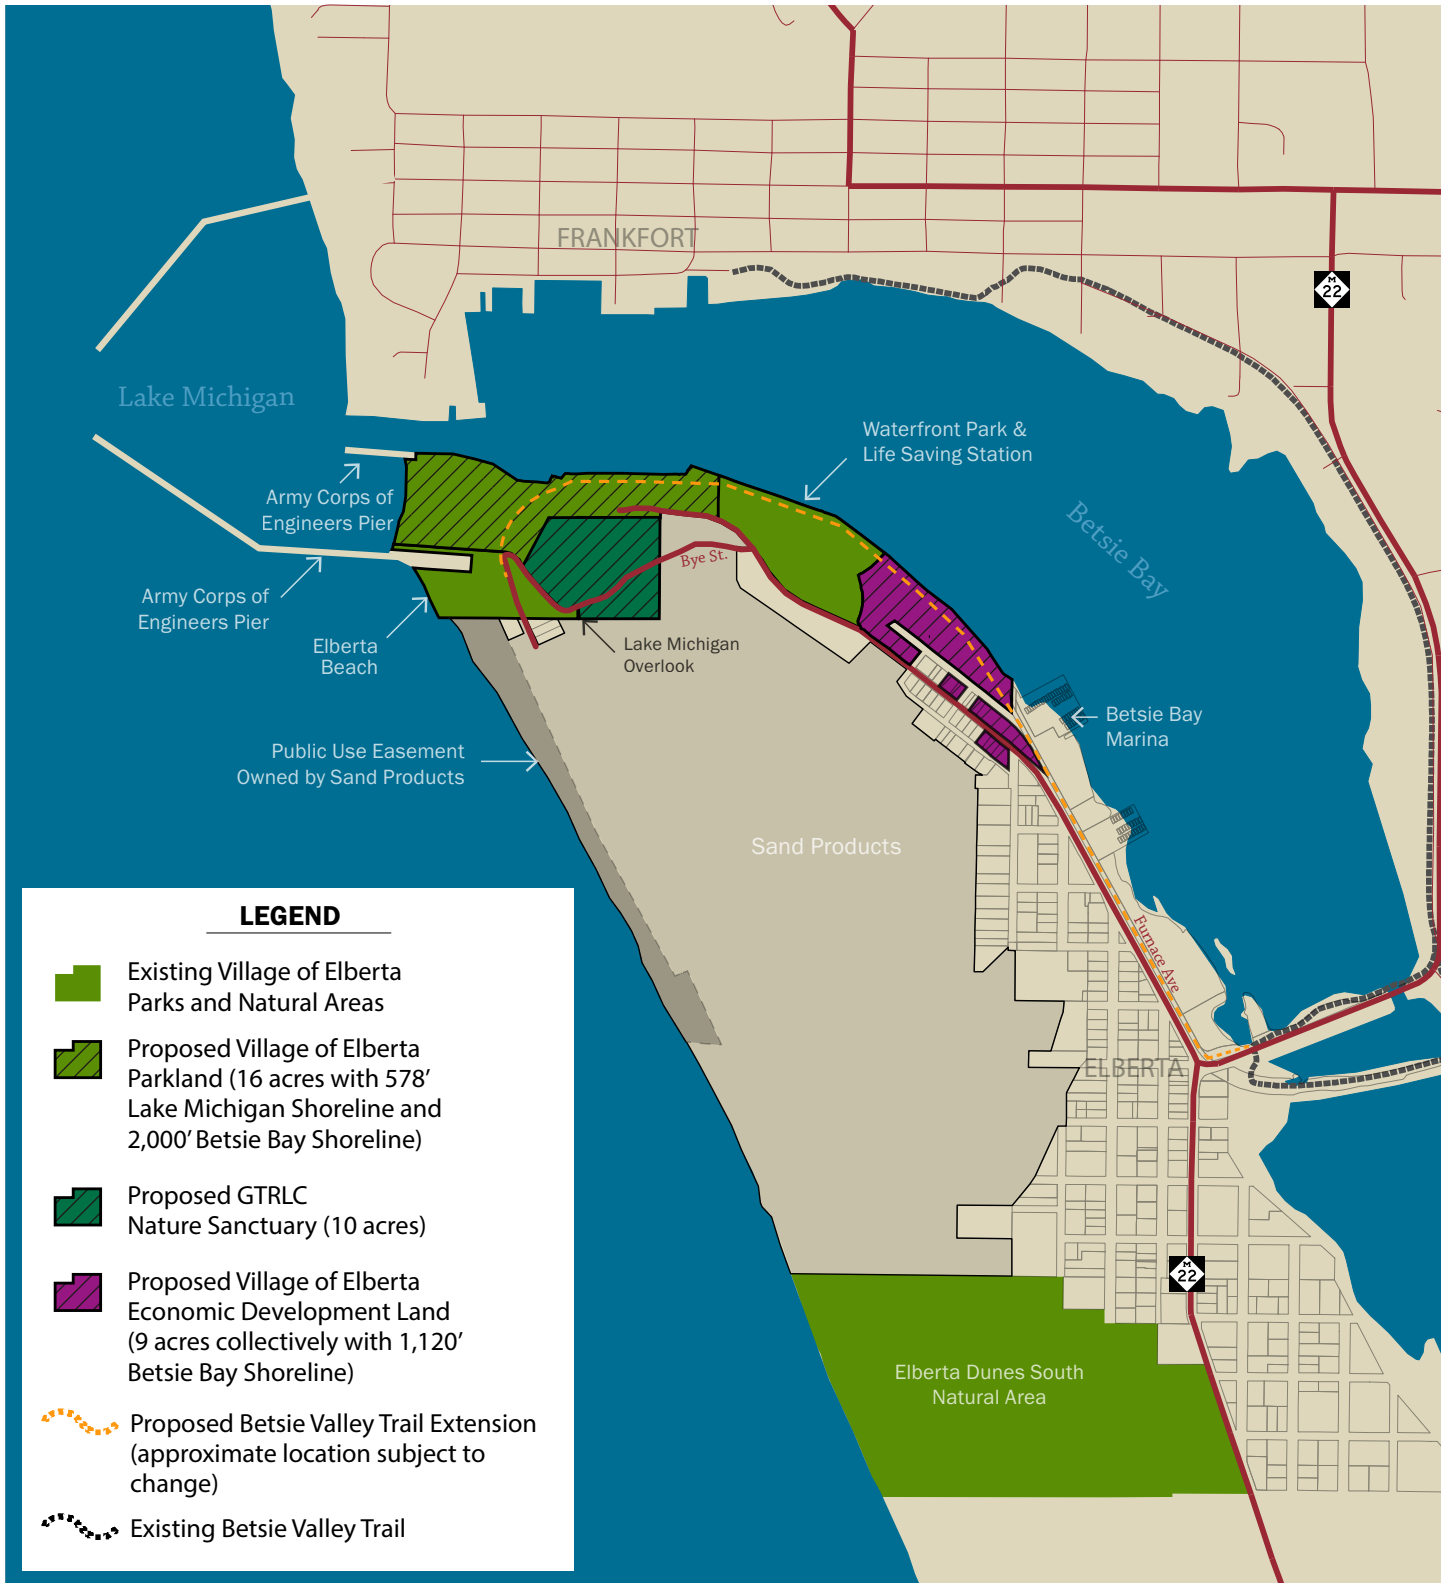 FRANKFORT
M
22
Lake Michigan
Waterfront Park &
Life Saving Station
Army Corps of
Engineers Pier
Betsie Bay
Bye St.
Army Corps of
Engineers Pier
Elberta
Beach
Lake Michigan
Overlook
Betsie Bay
Marina
Public Use Easement
Owned by Sand Products
Sand Products
Furnace Ave
ELBERTA
M
22
Elberta Dunes South
Natural Area
LEGEND
Existing Village of Elberta
Parks and Natural Areas
Proposed Village of Elberta
Parkland (16 acres with 578’
Lake Michigan Shoreline and
2,000’ Betsie Bay Shoreline)
Proposed GTRLC
Nature Sanctuary (10 acres)
Proposed Village of Elberta
Economic Development Land
(9 acres collectively with 1,120’
Betsie Bay Shoreline)
Proposed Betsie Valley Trail Extension
(approximate location subject to
change)
Existing Betsie Valley Trail